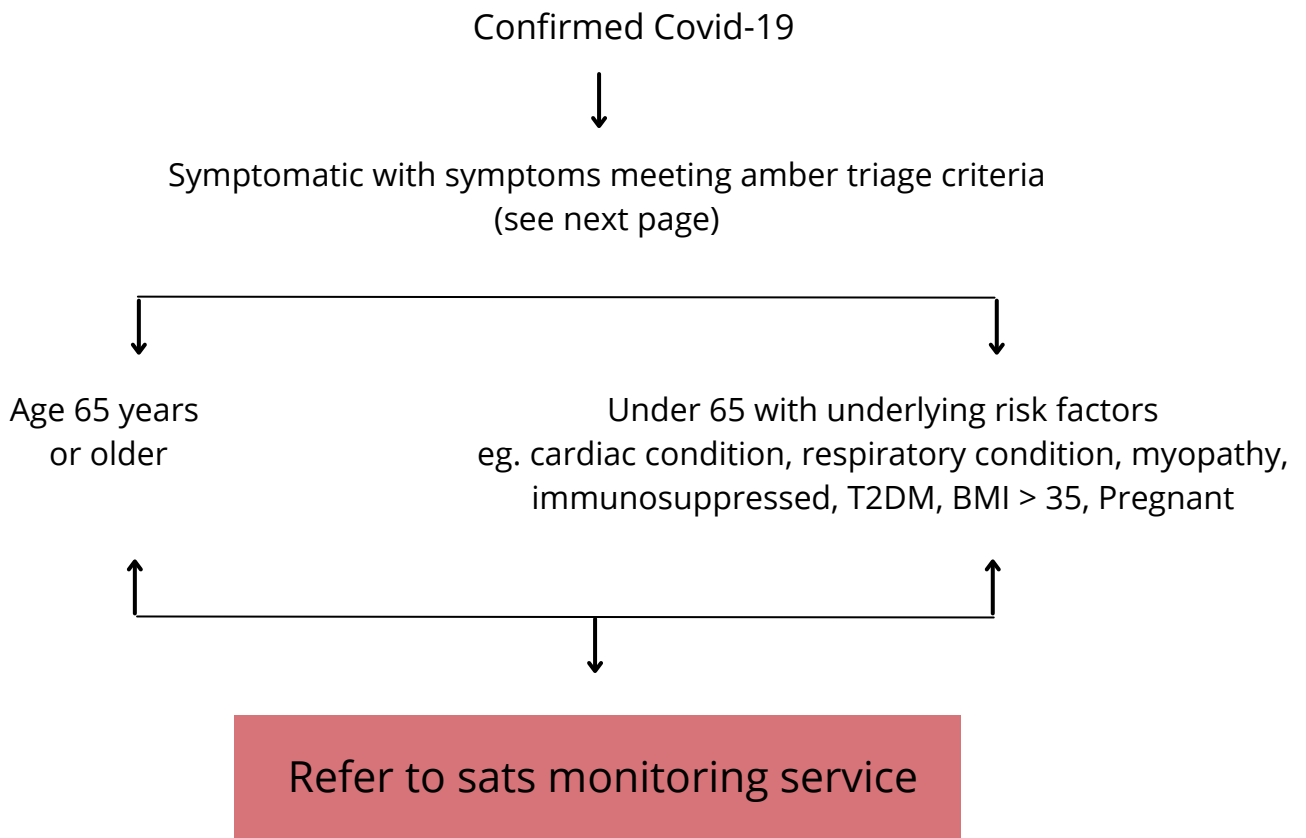 Confirmed Covid-19
Symptomatic with symptoms meeting amber triage criteria
(see next page)
Age 65 years
or older
Under 65 with underlying risk factors
eg. cardiac condition, respiratory condition, myopathy,
immunosuppressed, T2DM, BMI > 35, Pregnant
Refer to sats monitoring service